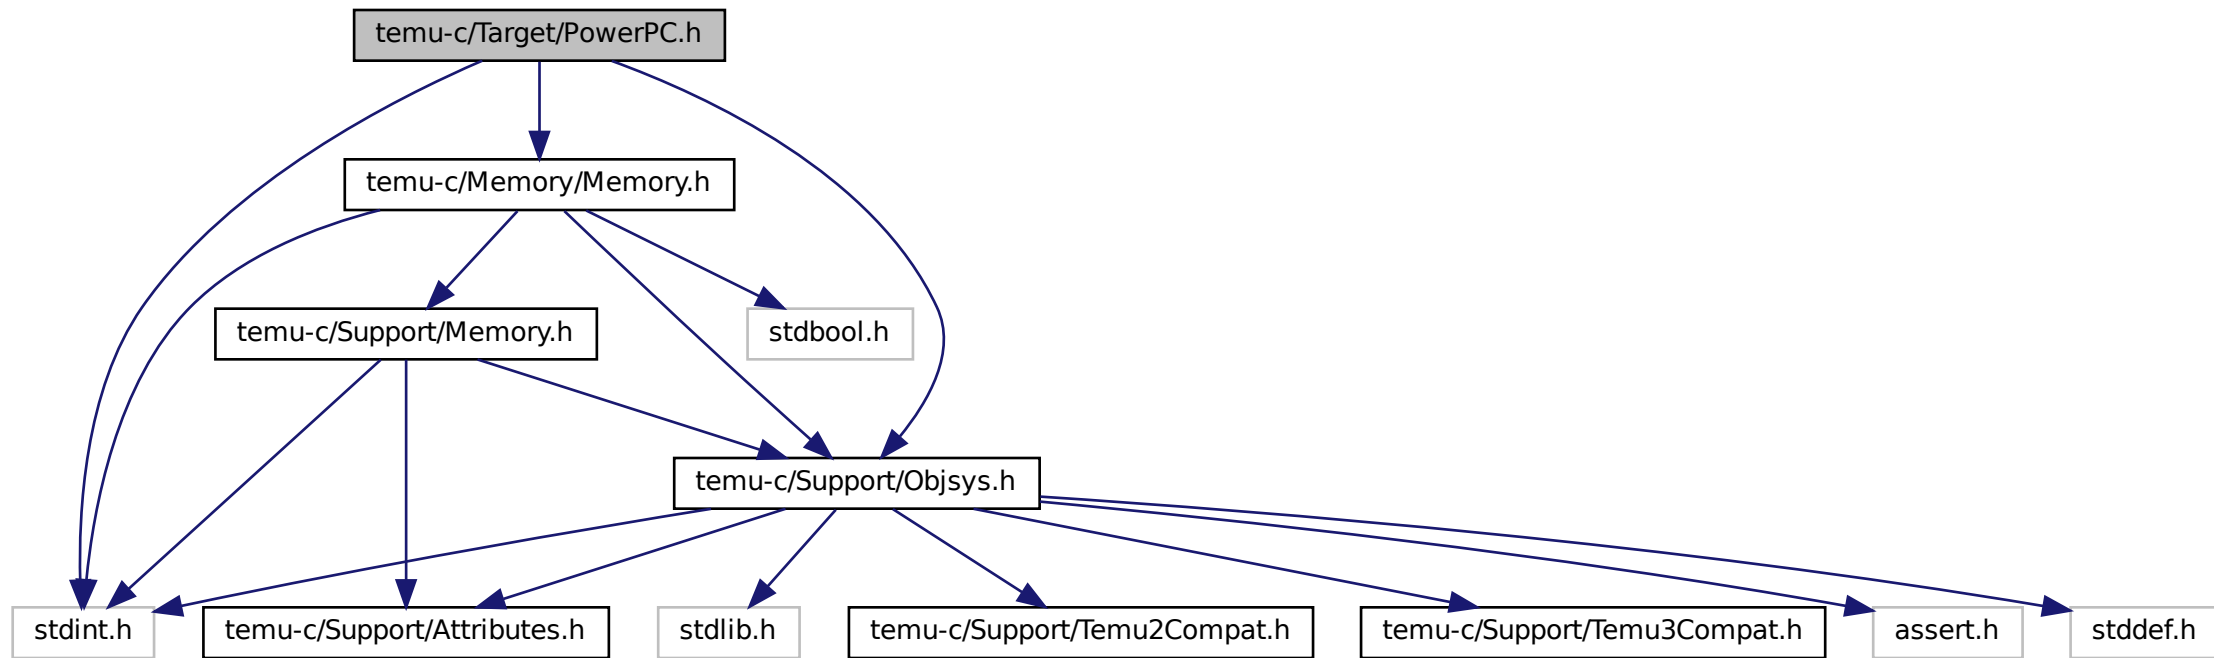 temu-c/Target/PowerPC.h
temu-c/Memory/Memory.h
temu-c/Support/Memory.h
stdbool.h
temu-c/Support/Objsys.h
stdint.h
temu-c/Support/Attributes.h
stdlib.h
temu-c/Support/Temu2Compat.h
temu-c/Support/Temu3Compat.h
assert.h
stddef.h